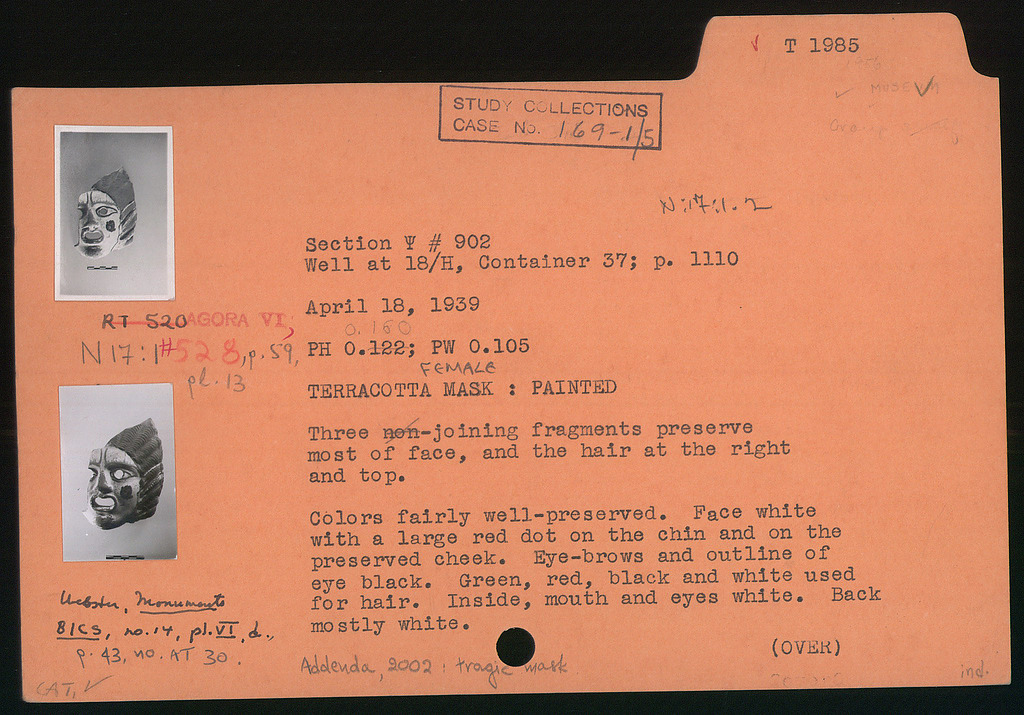 ✓ T 1985
✓ MUSEUM
STUDY COLLECTIONS
CASE No. 169-1/5
N:17:1.2
Section Ψ # 902
Well at 18/H, Container 37; p. 1110
April 18, 1939
0.160
PH 0.122; PW 0.105
FEMALE
TERRACOTTA MASK : PAINTED
Three non-joining fragments preserve
most of face, and the hair at the right
and top.
Colors fairly well-preserved. Face white
with a large red dot on the chin and on the
preserved cheek. Eye-brows and outline of
eye black. Green, red, black and white used
for hair. Inside, mouth and eyes white. Back
mostly white.
(OVER)
RT 520 AGORA VI,
N17:1 #528, p. 59,
pl. 13
Webster, Monuments
BICS, no. 14, pl. VI, d.,
p. 43, no. AT 30.
Addenda, 2002 : tragic mask
CAT, ✓
ind.